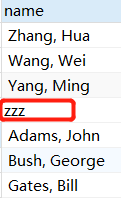 name
Zhang, Hua
Wang, Wei
Yang, Ming
zzz
Adams, John
Bush, George
Gates, Bill